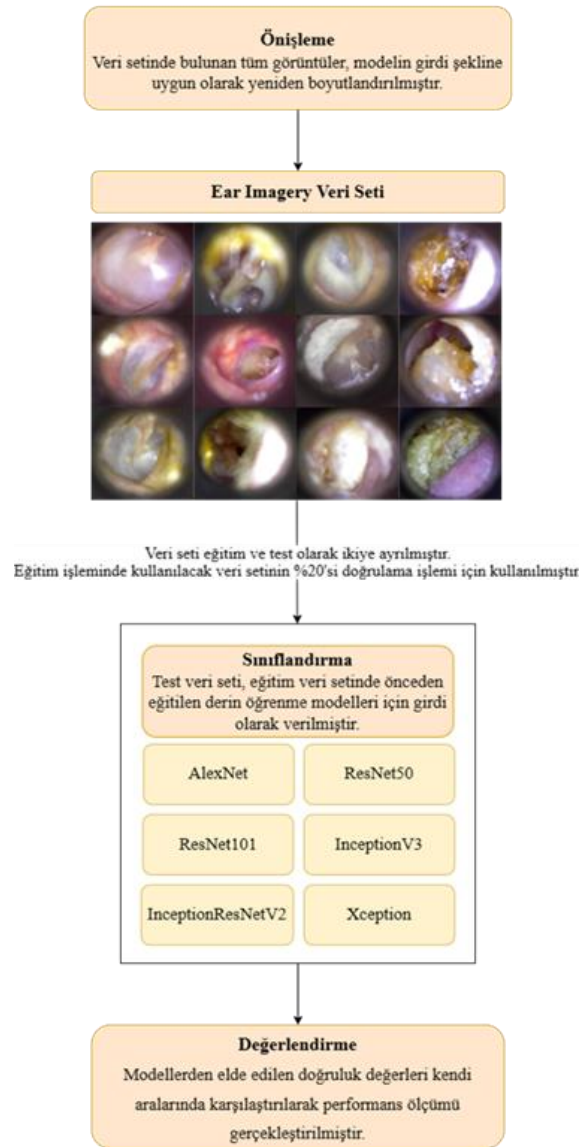 Önişleme
Veri setinde bulunan tüm görüntüler, modelin girdi şekline
uygun olarak yeniden boyutlandırılmıştır.
Ear Imagery Veri Seti
Veri seti eğitim ve test olarak ikiye ayrılmıştır.
Eğitim işleminde kullanılacak veri setinin %20'si doğrulama işlemi için kullanılmıştır
Sınıflandırma
Test veri seti, eğitim veri setinde önceden
eğitilen derin öğrenme modelleri için girdi
olarak verilmiştir.
AlexNet
ResNet50
ResNet101
InceptionV3
InceptionResNetV2
Xception
Değerlendirme
Modellerden elde edilen doğruluk değerleri kendi
aralarında karşılaştırılarak performans ölçümü
gerçekleştirilmiştir.